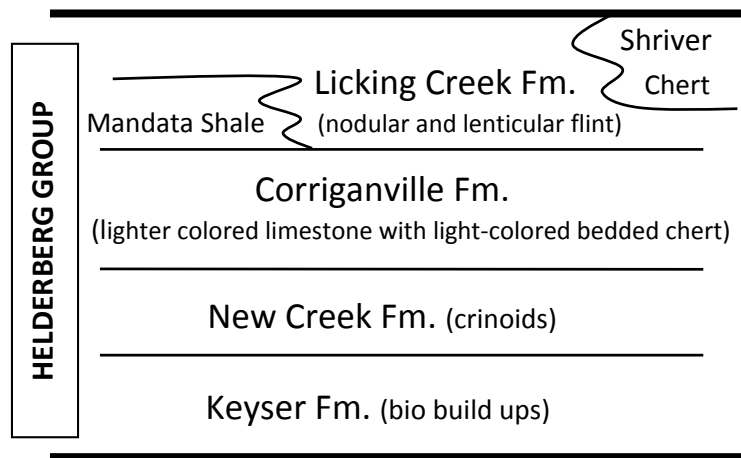 HELDERBERG GROUP
Shriver
Chert
Licking Creek Fm.
Mandata Shale
(nodular and lenticular flint)
Corriganville Fm.
(lighter colored limestone with light-colored bedded chert)
New Creek Fm. (crinoids)
Keyser Fm. (bio build ups)